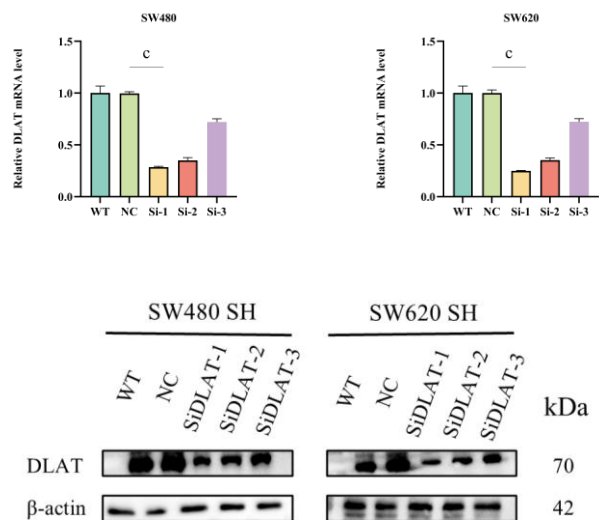 SW480
Relative DLAT mRNA level
1.5
1.0
0.5
0.0
c
WT NC Si-1 Si-2 Si-3
SW620
Relative DLAT mRNA level
1.5
1.0
0.5
0.0
c
WT NC Si-1 Si-2 Si-3
SW480 SH
SW620 SH
WT NC SiDLAT-1 SiDLAT-2 SiDLAT-3
WT NC SiDLAT-1 SiDLAT-2 SiDLAT-3
kDa
DLAT 70
β-actin 42